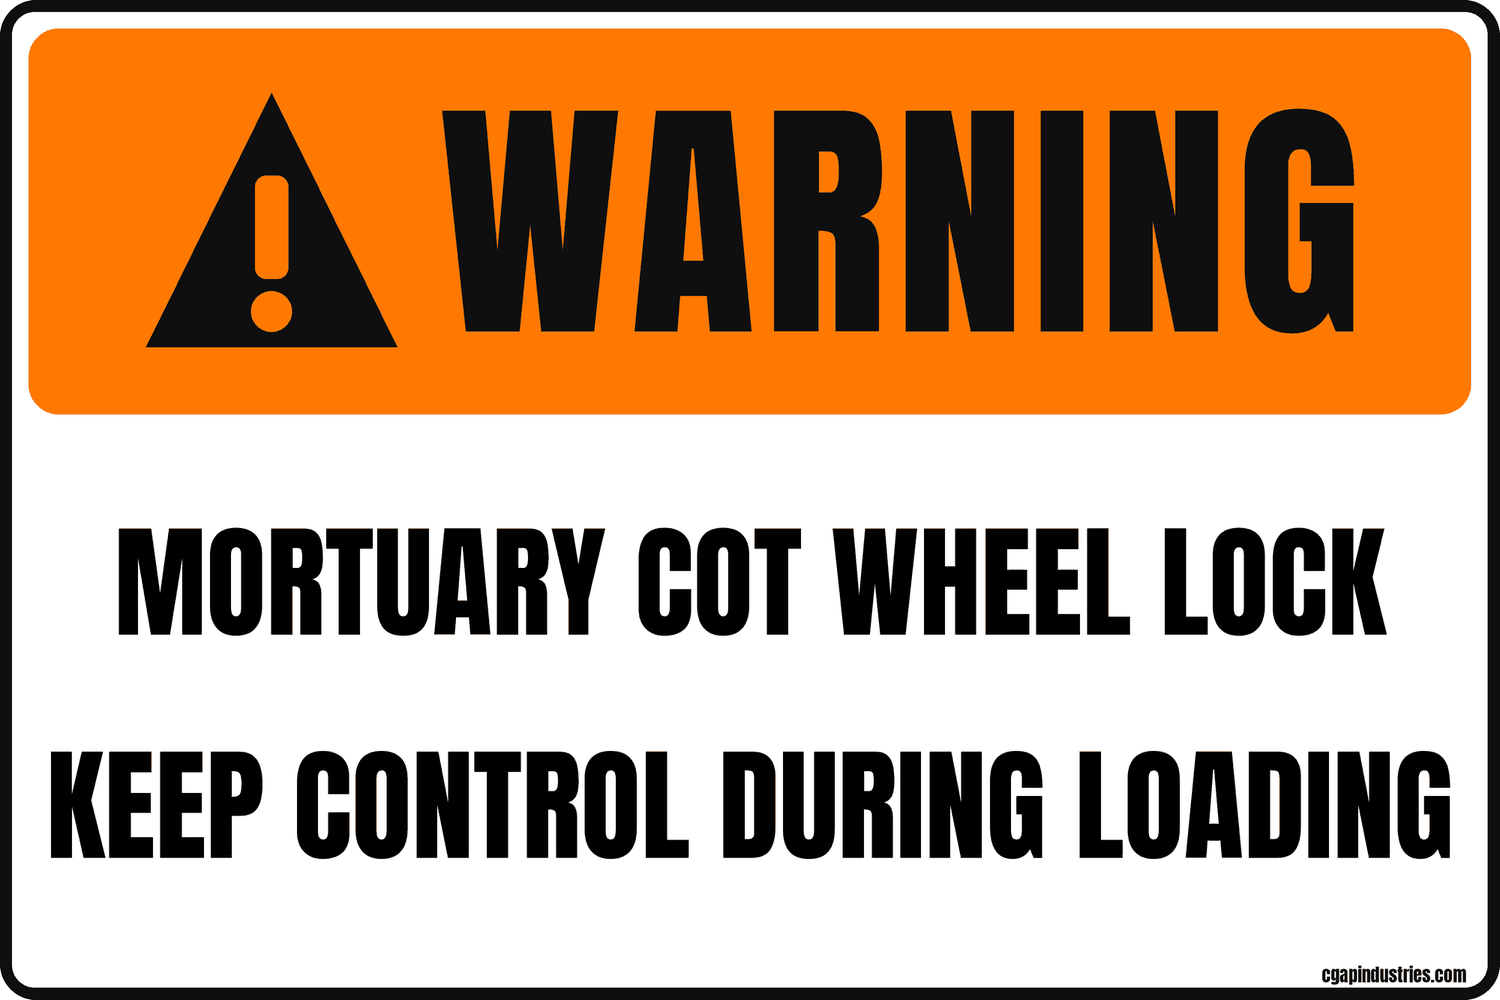 WARNING
MORTUARY COT WHEEL LOCK
KEEP CONTROL DURING LOADING
cgapindustries.com